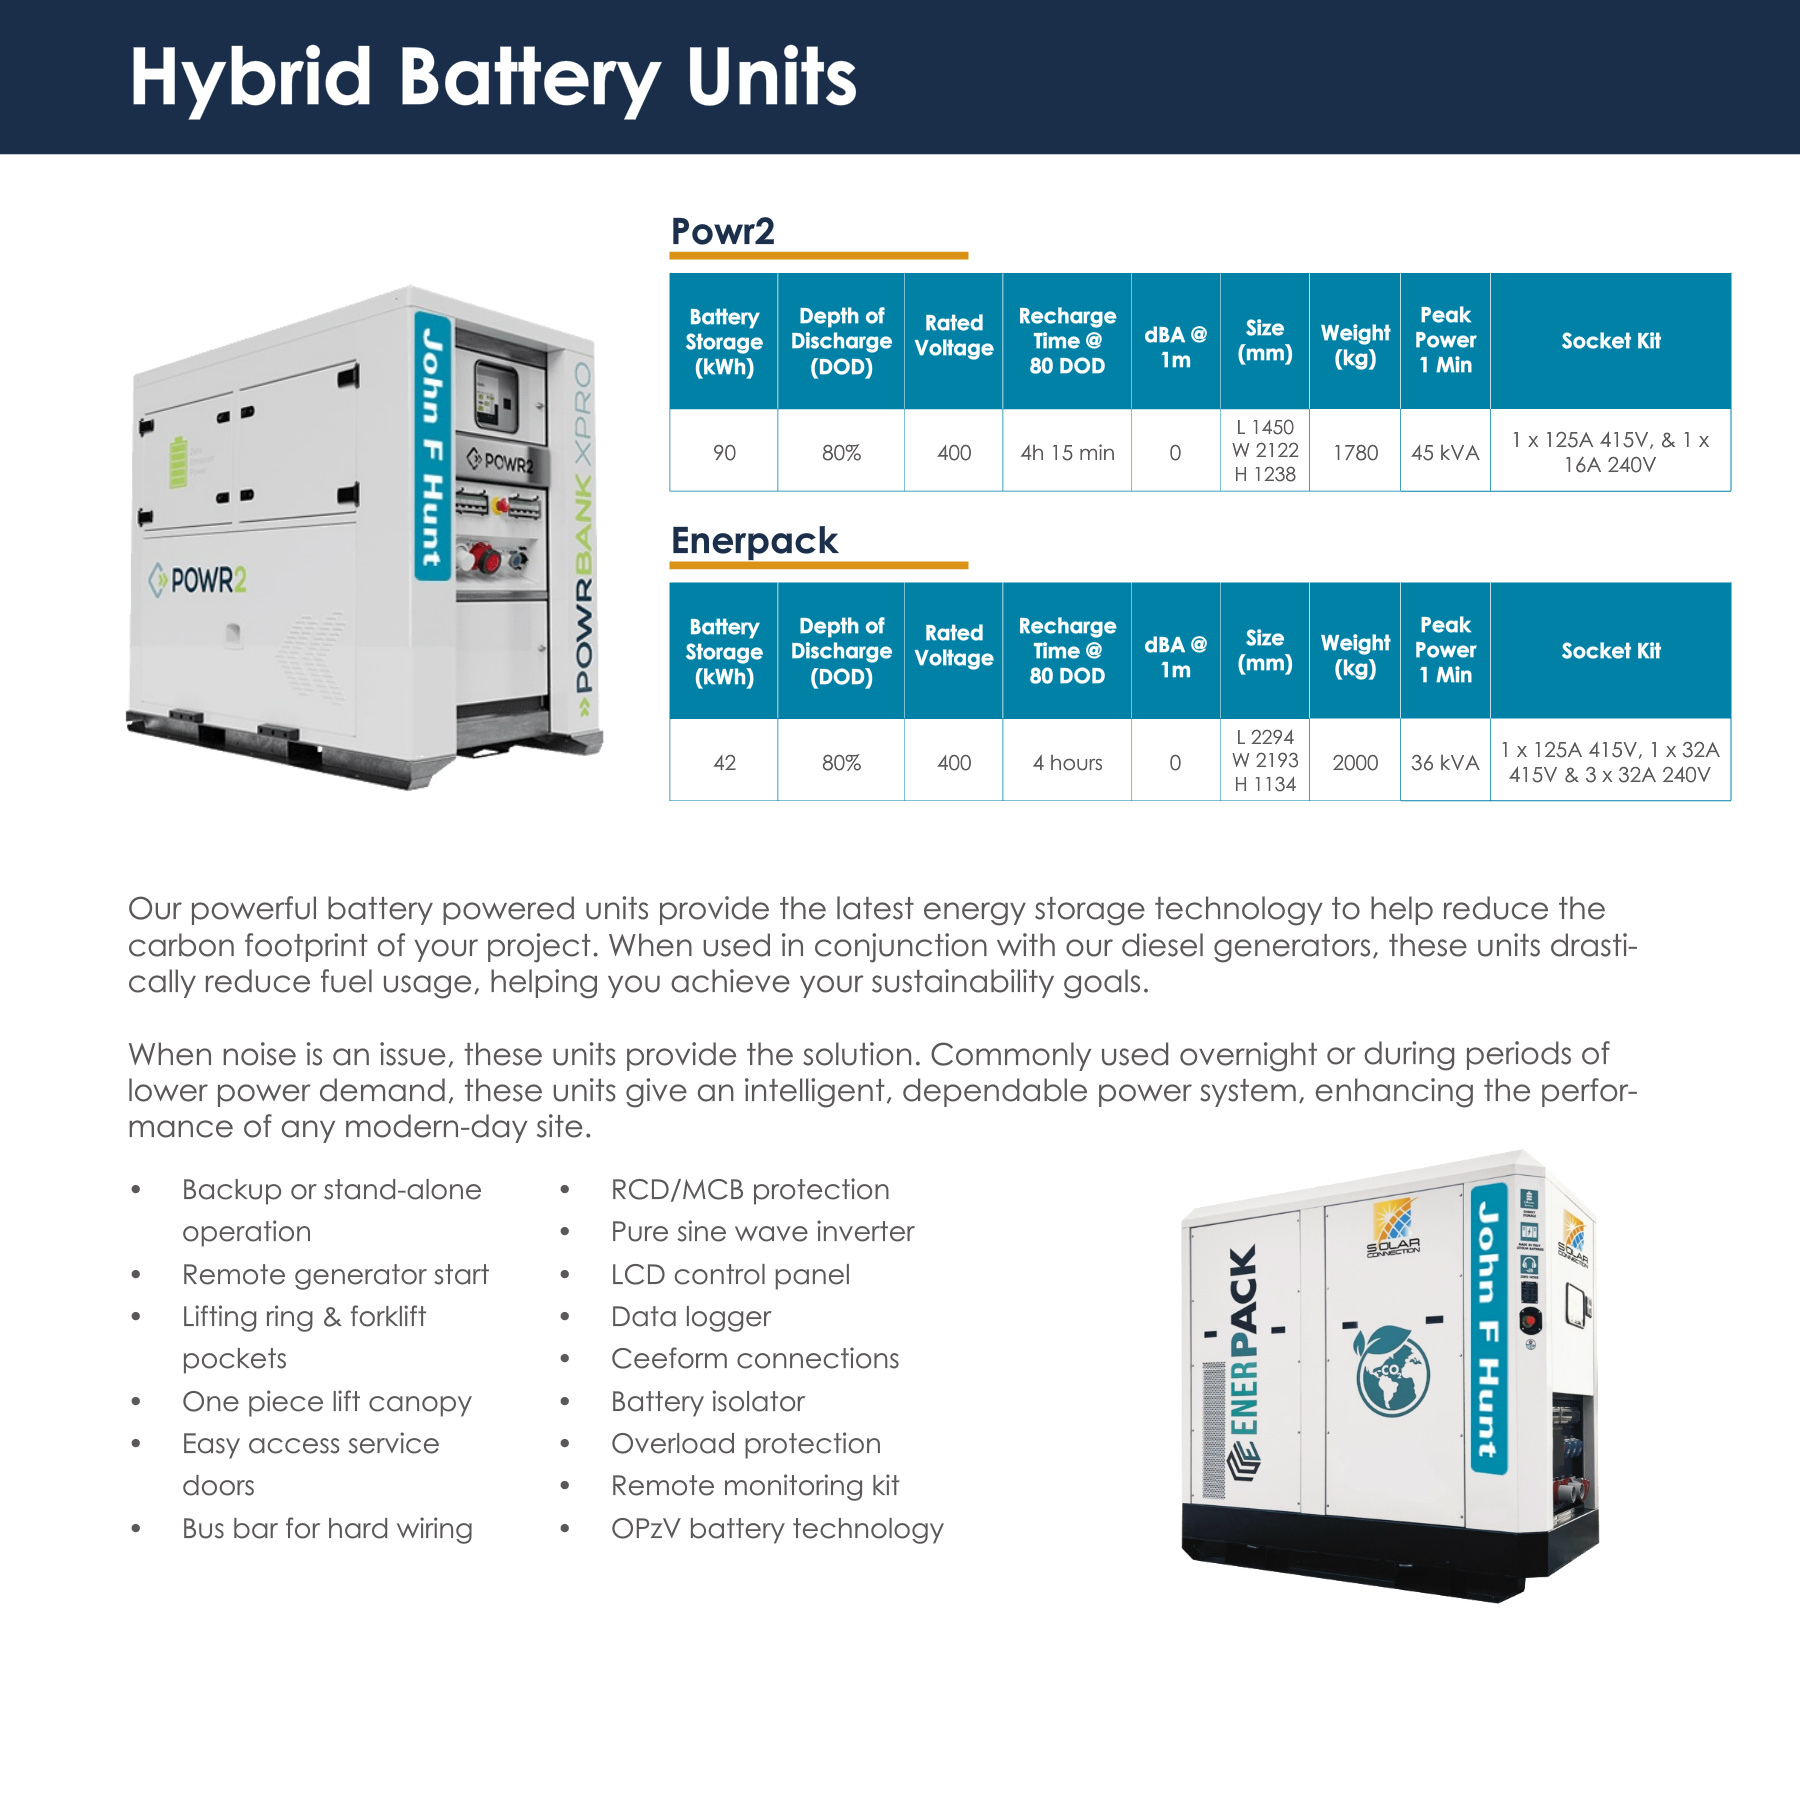 Hybrid Battery Units
Powr2
Battery Storage (kWh) Depth of Discharge (DOD) Rated Voltage Recharge Time @ 80 DOD dBA @ 1m Size (mm) Weight (kg) Peak Power 1 Min Socket Kit
90 80% 400 4h 15 min 0 L 1450 W 2122 H 1238 1780 45 kVA 1 x 125A 415V, & 1 x 16A 240V
Enerpack
Battery Storage (kWh) Depth of Discharge (DOD) Rated Voltage Recharge Time @ 80 DOD dBA @ 1m Size (mm) Weight (kg) Peak Power 1 Min Socket Kit
42 80% 400 4 hours 0 L 2294 W 2193 H 1134 2000 36 kVA 1 x 125A 415V, 1 x 32A 415V & 3 x 32A 240V
John F Hunt
POWR2
POWR2
POWRBANK XPRO
Our powerful battery powered units provide the latest energy storage technology to help reduce the
carbon footprint of your project. When used in conjunction with our diesel generators, these units drasti-
cally reduce fuel usage, helping you achieve your sustainability goals.
When noise is an issue, these units provide the solution. Commonly used overnight or during periods of
lower power demand, these units give an intelligent, dependable power system, enhancing the perfor-
mance of any modern-day site.
• Backup or stand-alone
operation
• Remote generator start
• Lifting ring & forklift
pockets
• One piece lift canopy
• Easy access service
doors
• Bus bar for hard wiring
• RCD/MCB protection
• Pure sine wave inverter
• LCD control panel
• Data logger
• Ceeform connections
• Battery isolator
• Overload protection
• Remote monitoring kit
• OPzV battery technology
ENERPACK
SOLAR
CONNECTION
CO2
John F Hunt
SOLAR
CONNECTION